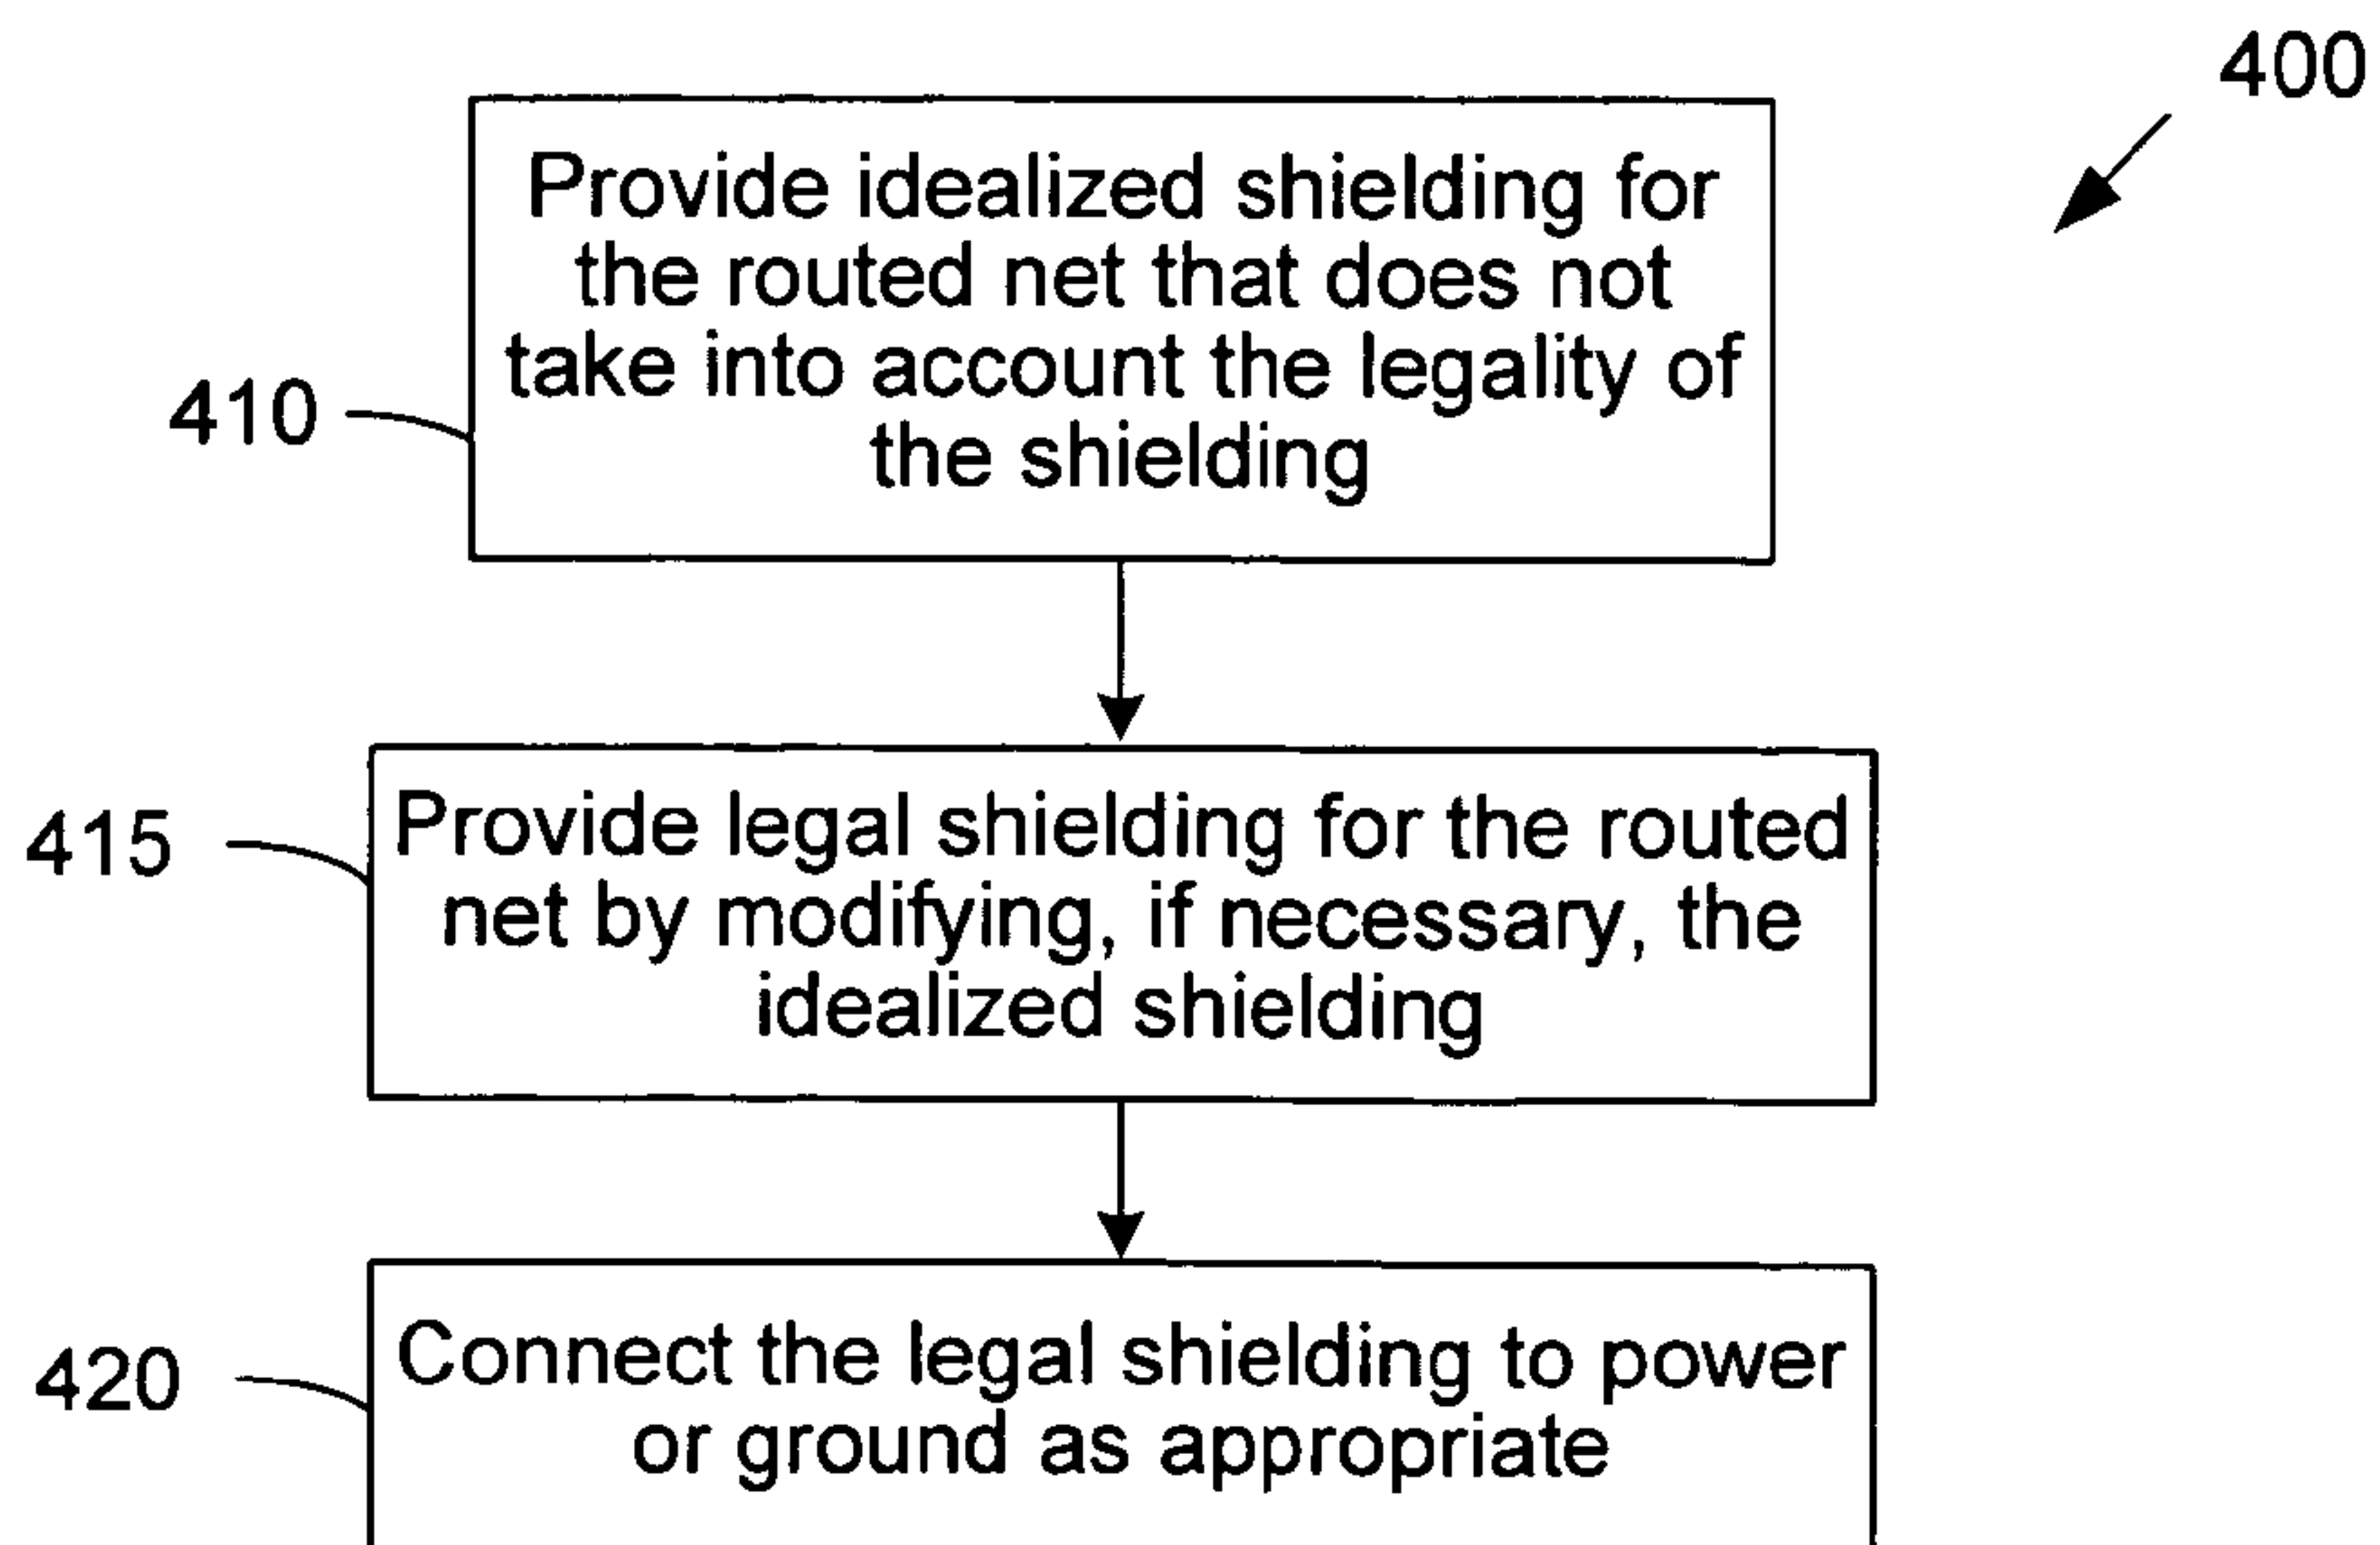 400
Provide idealized shielding for
the routed net that does not
take into account the legality of
the shielding
410
Provide legal shielding for the routed
net by modifying, if necessary, the
idealized shielding
415
Connect the legal shielding to power
or ground as appropriate
420